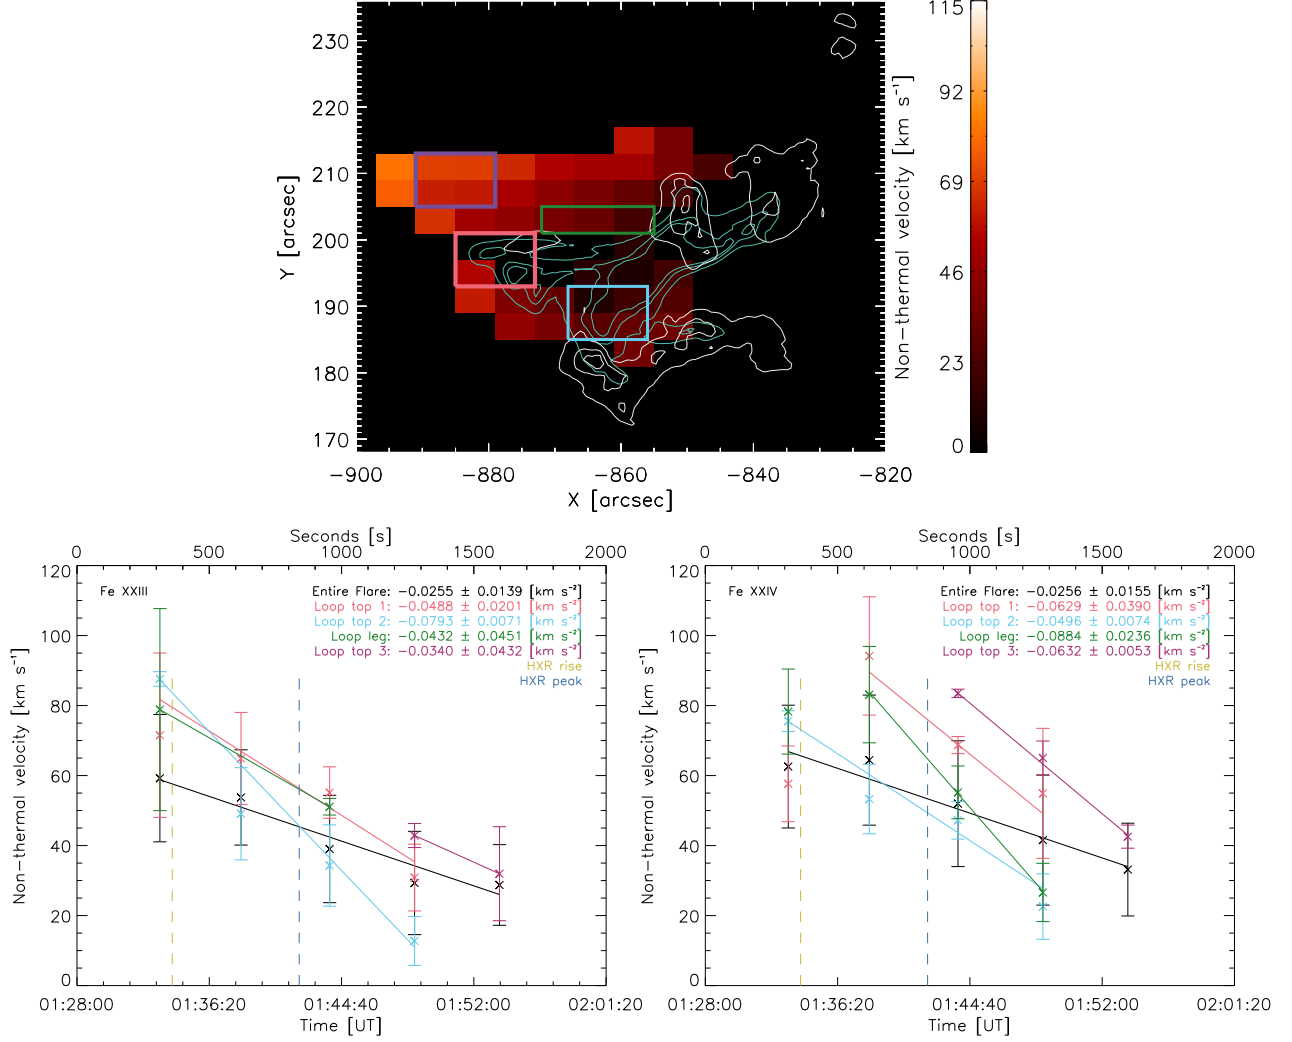 230
220
210
200
190
180
170
Y [arcsec]
−900 −880 −860 −840 −820
X [arcsec]
115
92
69
46
23
0
Non−thermal velocity [km s⁻¹]
Seconds [s]
0 500 1000 1500 2000
120
100
80
60
40
20
0
Non−thermal velocity [km s⁻¹]
Fe XXIII
Entire Flare: −0.0255 ± 0.0139 [km s⁻²]
Loop top 1: −0.0488 ± 0.0201 [km s⁻²]
Loop top 2: −0.0793 ± 0.0071 [km s⁻²]
Loop leg: −0.0432 ± 0.0451 [km s⁻²]
Loop top 3: −0.0340 ± 0.0432 [km s⁻²]
HXR rise
HXR peak
01:28:00 01:36:20 01:44:40 01:52:00 02:01:20
Time [UT]
Seconds [s]
0 500 1000 1500 2000
120
100
80
60
40
20
0
Non−thermal velocity [km s⁻¹]
Fe XXIV
Entire Flare: −0.0256 ± 0.0155 [km s⁻²]
Loop top 1: −0.0629 ± 0.0390 [km s⁻²]
Loop top 2: −0.0496 ± 0.0074 [km s⁻²]
Loop leg: −0.0884 ± 0.0236 [km s⁻²]
Loop top 3: −0.0632 ± 0.0053 [km s⁻²]
HXR rise
HXR peak
01:28:00 01:36:20 01:44:40 01:52:00 02:01:20
Time [UT]